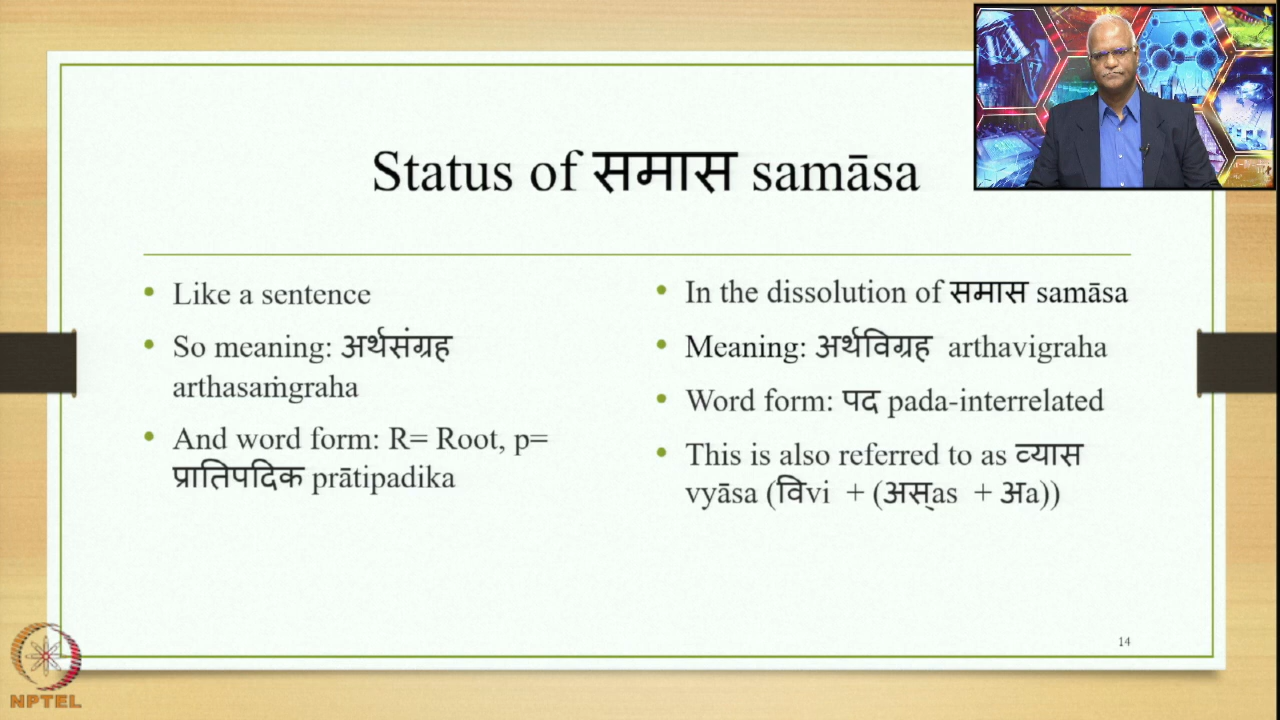 Status of समास samāsa
Like a sentence
So meaning: अर्थसंग्रह
arthasaṁgraha
And word form: R= Root, p=
प्रातिपदिक prātipadika
In the dissolution of समास samāsa
Meaning: अर्थविग्रह arthavigraha
Word form: पद pada-interrelated
This is also referred to as व्यास
vyāsa (विvi + (अस्as + अa))
14
NPTEL